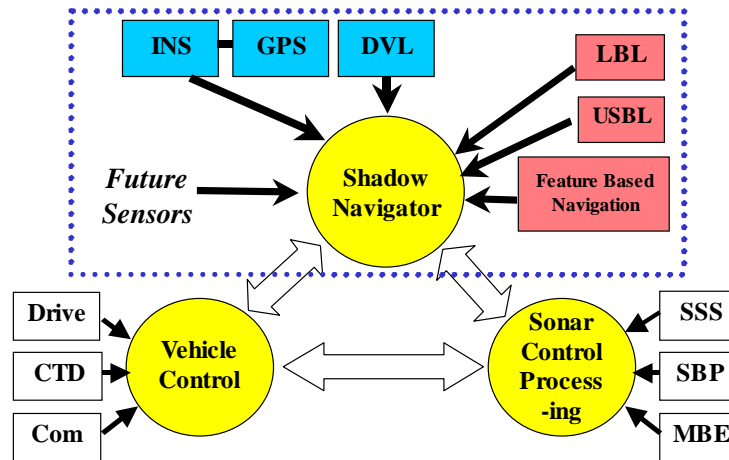 INS
GPS
DVL
LBL
USBL
Shadow
Navigator
Feature Based
Navigation
Future
Sensors
Drive
CTD
Com
Vehicle
Control
Sonar
Control
Process
-ing
SSS
SBP
MBE